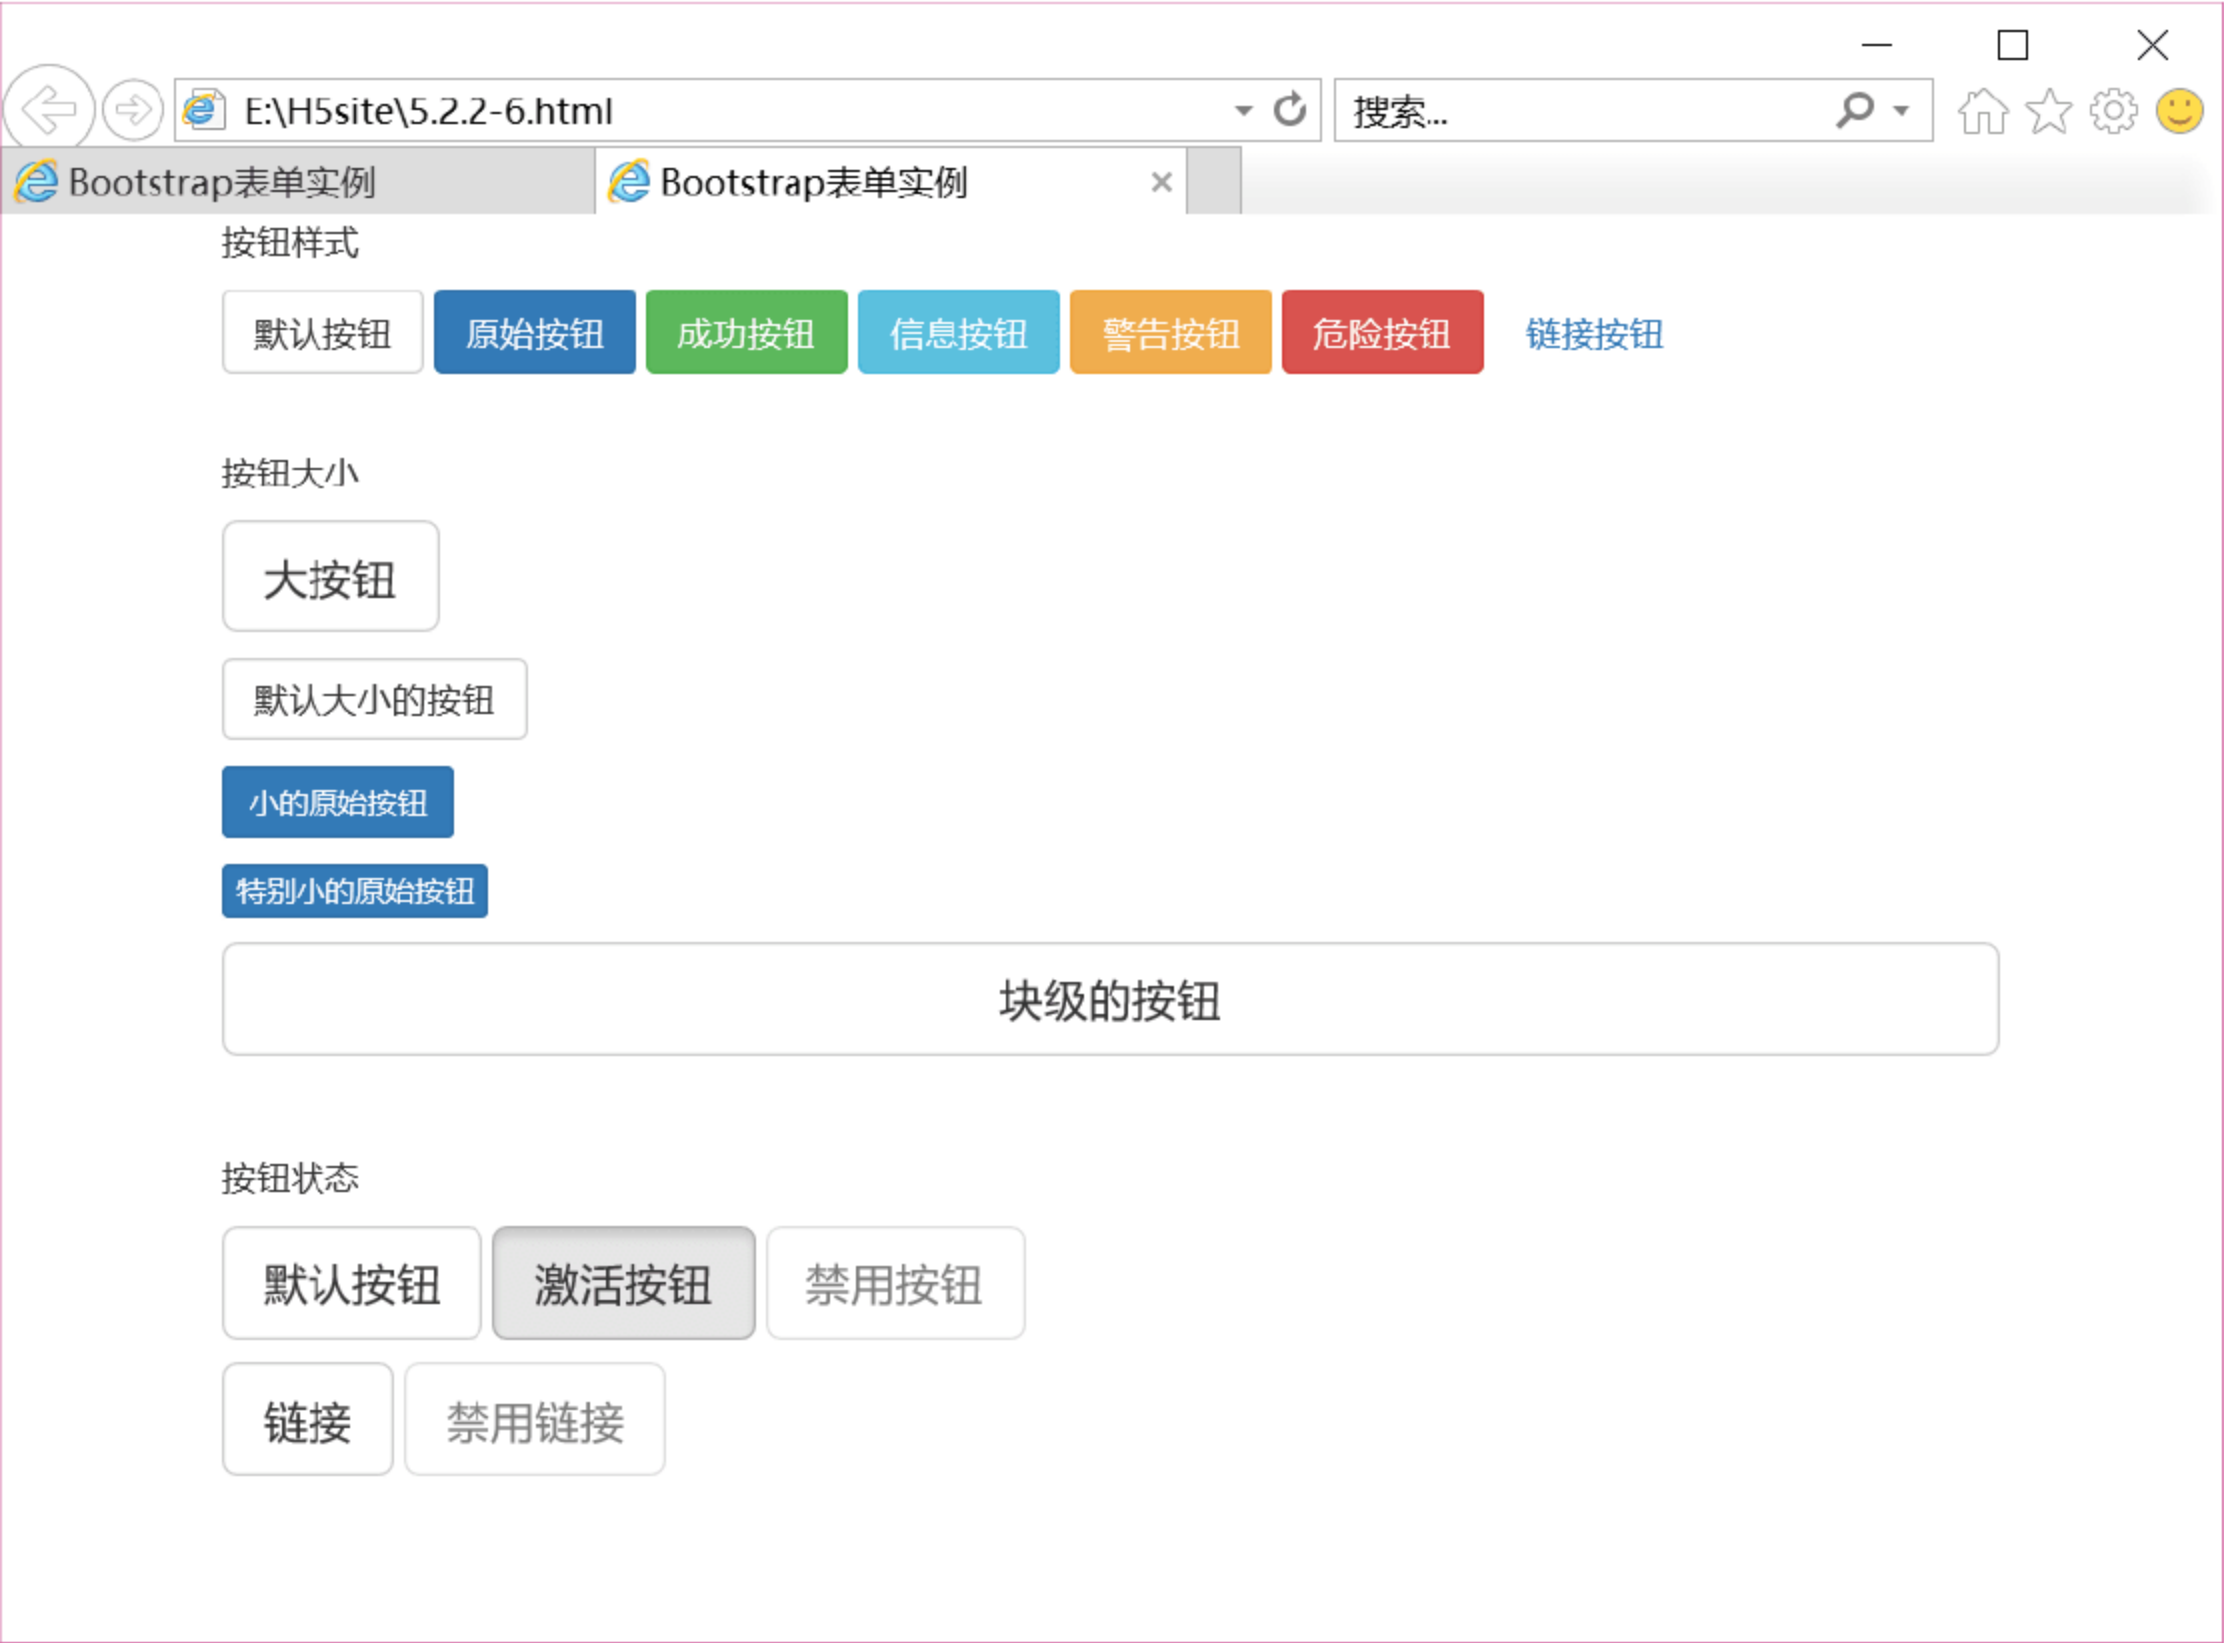 E:\H5site\5.2.2-6.html
搜索...
Bootstrap表单实例
Bootstrap表单实例
按钮样式
默认按钮 原始按钮 成功按钮 信息按钮 警告按钮 危险按钮 链接按钮
按钮大小
大按钮
默认大小的按钮
小的原始按钮
特别小的原始按钮
块级的按钮
按钮状态
默认按钮 激活按钮 禁用按钮
链接 禁用链接